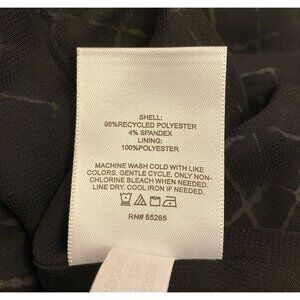 SHELL:
96%RECYCLED POLYESTER
4% SPANDEX
LINING:
100%POLYESTER
MACHINE WASH COLD WITH LIKE
COLORS. GENTLE CYCLE. ONLY NON-
CHLORINE BLEACH WHEN NEEDED.
LINE DRY. COOL IRON IF NEEDED.
RN# 55285